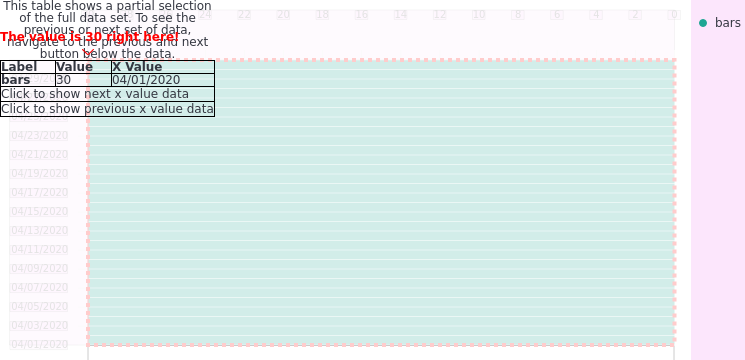 This table shows a partial selection
of the full data set. To see the
previous or next set of data,
navigate to the previous and next
button below the data.
The value is 30 right here!
24 22 20 18 16 14 12 10 8 6 4 2 0
bars
Label Value X Value
bars 30 04/01/2020
Click to show next x value data
Click to show previous x value data
04/23/2020
04/21/2020
04/19/2020
04/17/2020
04/15/2020
04/13/2020
04/11/2020
04/09/2020
04/07/2020
04/05/2020
04/03/2020
04/01/2020